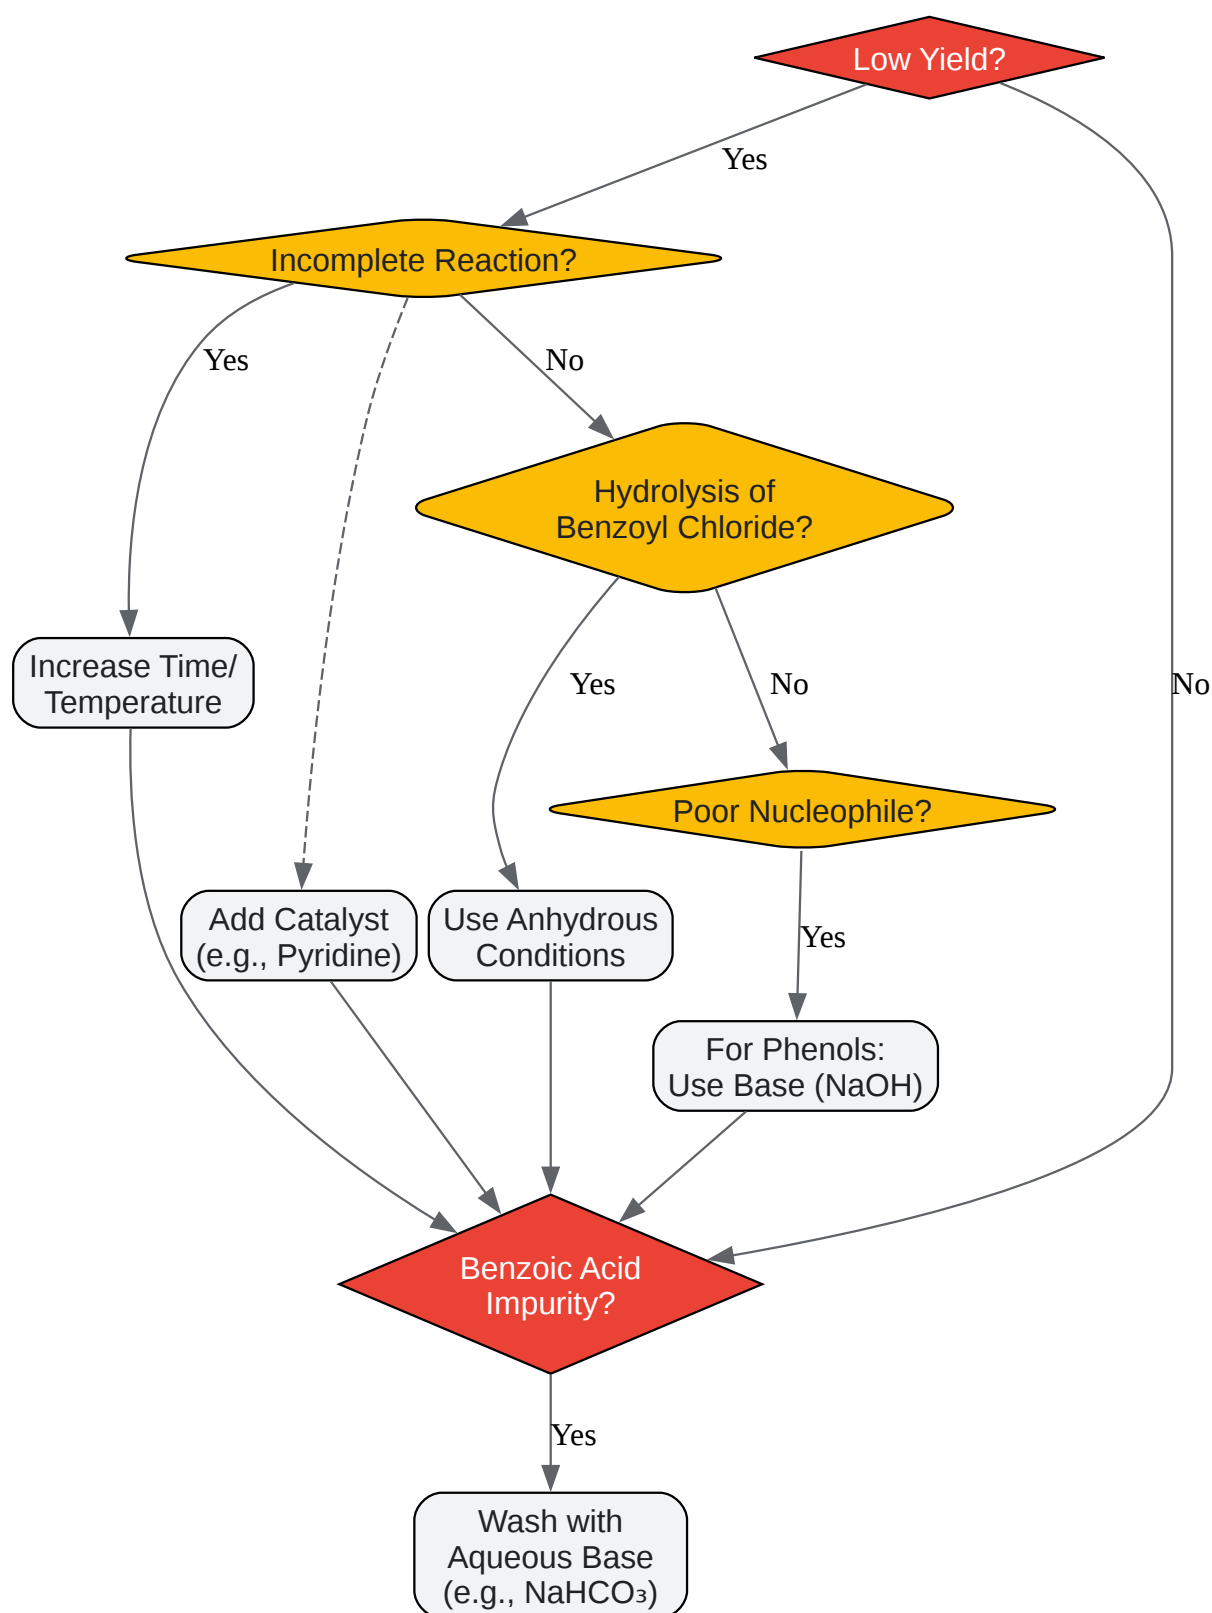 Low Yield?
Yes
Incomplete Reaction?
Yes
No
Hydrolysis of
Benzoyl Chloride?
Increase Time/
Temperature
Yes
No
No
Poor Nucleophile?
Add Catalyst
(e.g., Pyridine)
Use Anhydrous
Conditions
Yes
For Phenols:
Use Base (NaOH)
Benzoic Acid
Impurity?
Yes
Wash with
Aqueous Base
(e.g., NaHCO₃)